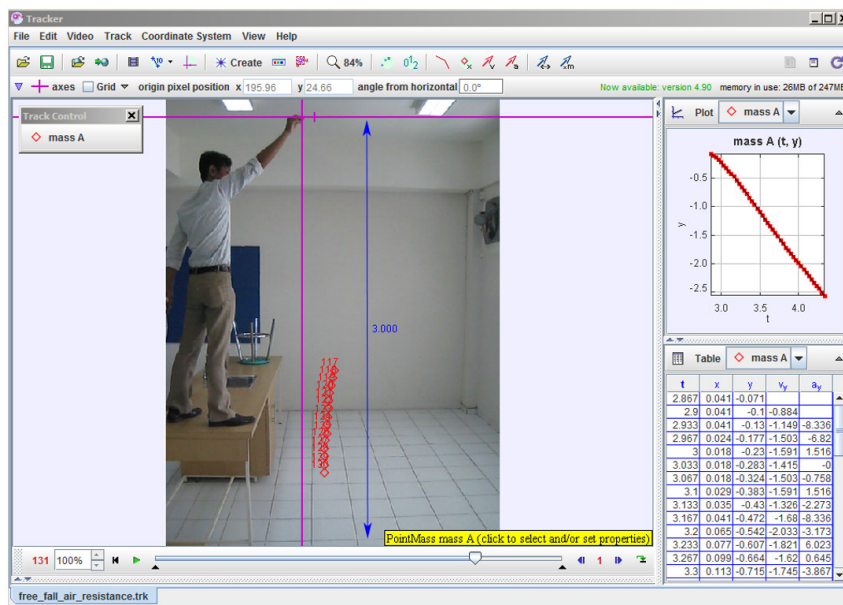 Tracker
File Edit Video Track Coordinate System View Help
Create 84%
axes Grid origin pixel position x 195.96 y 24.66 angle from horizontal 0.0° Now available: version 4.90 memory in use: 26MB of 247MB
Track Control
mass A
3.000
117
PointMass mass A (click to select and/or set properties)
131 100% 1
free_fall_air_resistance.trk
Plot mass A
mass A (t, y)
-0.5
-1.0
-1.5
y
-2.0
-2.5
3.0 3.5 4.0
t
Table mass A
t x y vy ay
2.867 0.041 -0.071
2.9 0.041 -0.1 -0.884
2.933 0.041 -0.13 -1.149 -8.336
2.967 0.024 -0.177 -1.503 -6.82
3 0.018 -0.23 -1.591 1.516
3.033 0.018 -0.283 -1.415 -0
3.067 0.018 -0.324 -1.503 -0.758
3.1 0.029 -0.383 -1.591 1.516
3.133 0.035 -0.43 -1.326 -2.273
3.167 0.041 -0.472 -1.68 -8.336
3.2 0.065 -0.542 -2.033 -3.173
3.233 0.077 -0.607 -1.821 6.023
3.267 0.099 -0.664 -1.62 0.645
3.3 0.113 -0.715 -1.745 -3.867